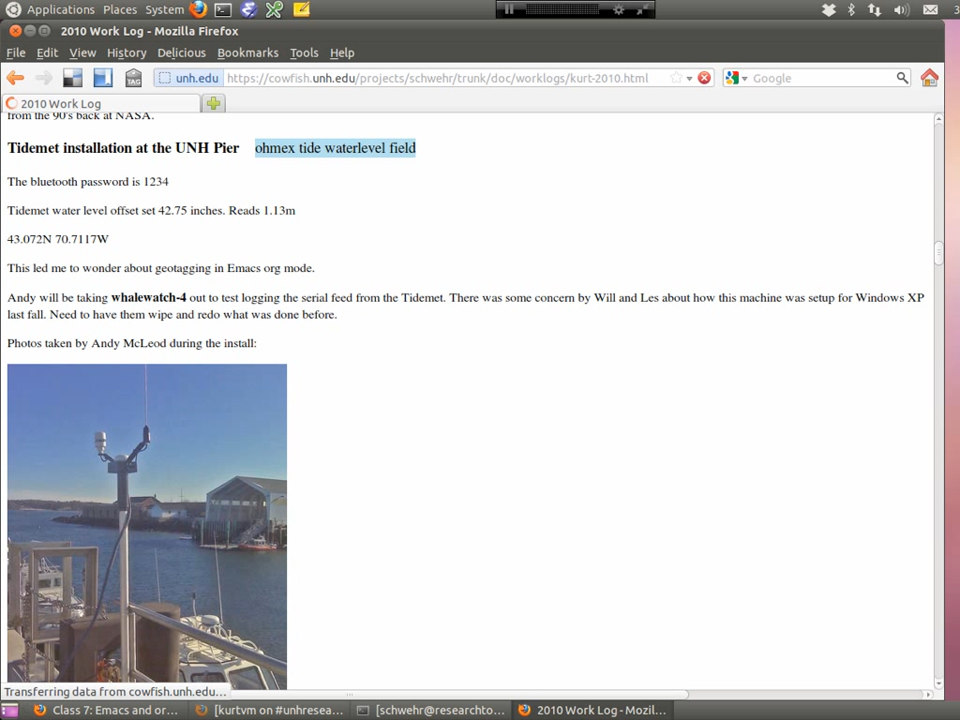 Applications Places System
3
2010 Work Log - Mozilla Firefox
File Edit View History Delicious Bookmarks Tools Help
TAG unh.edu https://cowfish.unh.edu/projects/schwehr/trunk/doc/worklogs/kurt-2010.html Google
2010 Work Log
from the 90's back at NASA.
Tidemet installation at the UNH Pier ohmex tide waterlevel field
The bluetooth password is 1234
Tidemet water level offset set 42.75 inches. Reads 1.13m
43.072N 70.7117W
This led me to wonder about geotagging in Emacs org mode.
Andy will be taking whalewatch-4 out to test logging the serial feed from the Tidemet. There was some concern by Will and Les about how this machine was setup for Windows XP
last fall. Need to have them wipe and redo what was done before.
Photos taken by Andy McLeod during the install:
Transferring data from cowfish.unh.edu...
Class 7: Emacs and or... [kurtvm on #unhresea... [schwehr@researchto... 2010 Work Log - Mozil...